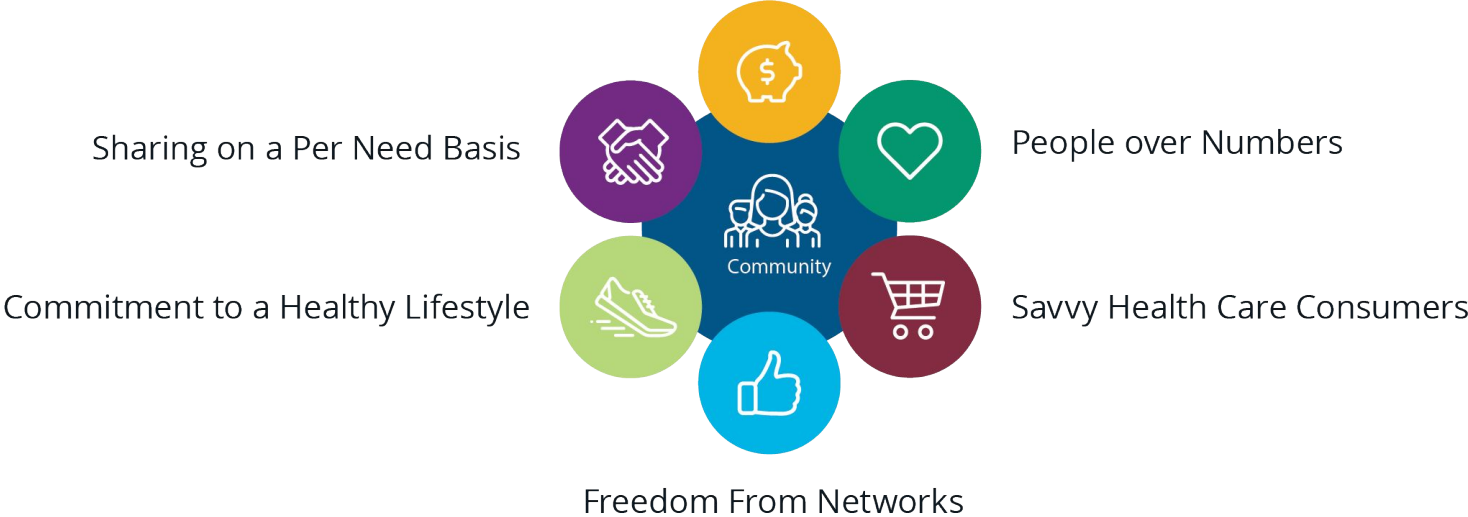 Sharing on a Per Need Basis
People over Numbers
$
Community
Commitment to a Healthy Lifestyle
Savvy Health Care Consumers
Freedom From Networks